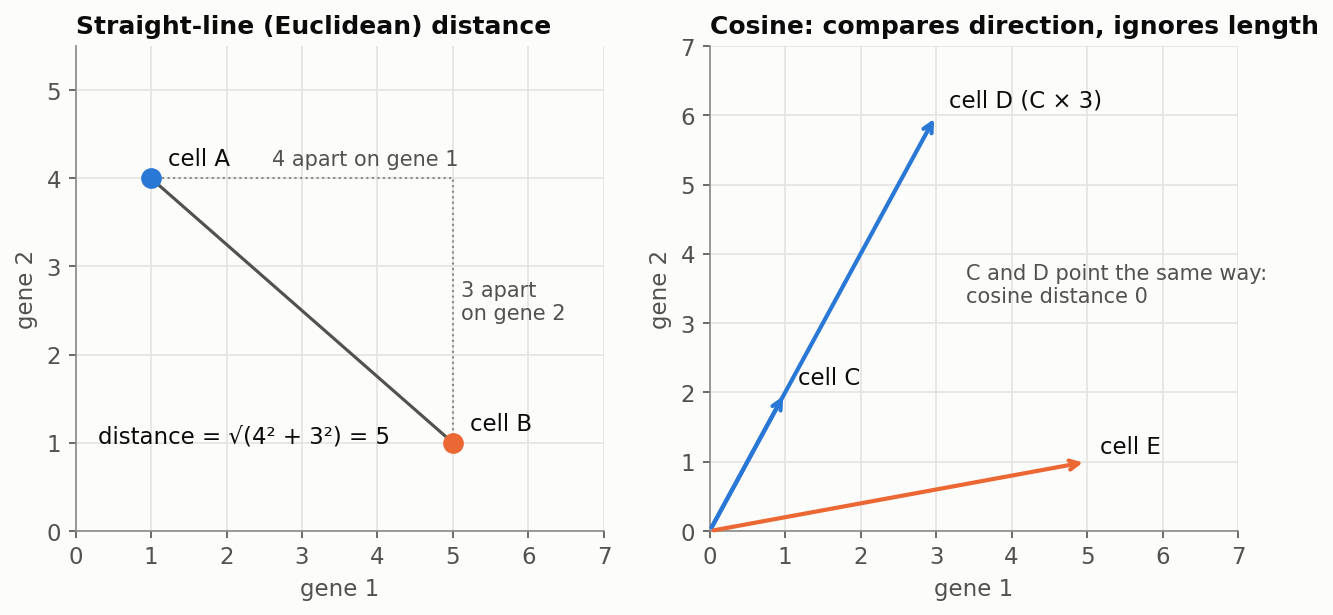 Straight-line (Euclidean) distance
5
4
3
2
1
0
gene 2
cell A
4 apart on gene 1
3 apart
on gene 2
cell B
distance = √(4² + 3²) = 5
0 1 2 3 4 5 6 7
gene 1
Cosine: compares direction, ignores length
7
6
5
4
3
2
1
0
gene 2
cell D (C × 3)
C and D point the same way:
cosine distance 0
cell C
cell E
0 1 2 3 4 5 6 7
gene 1